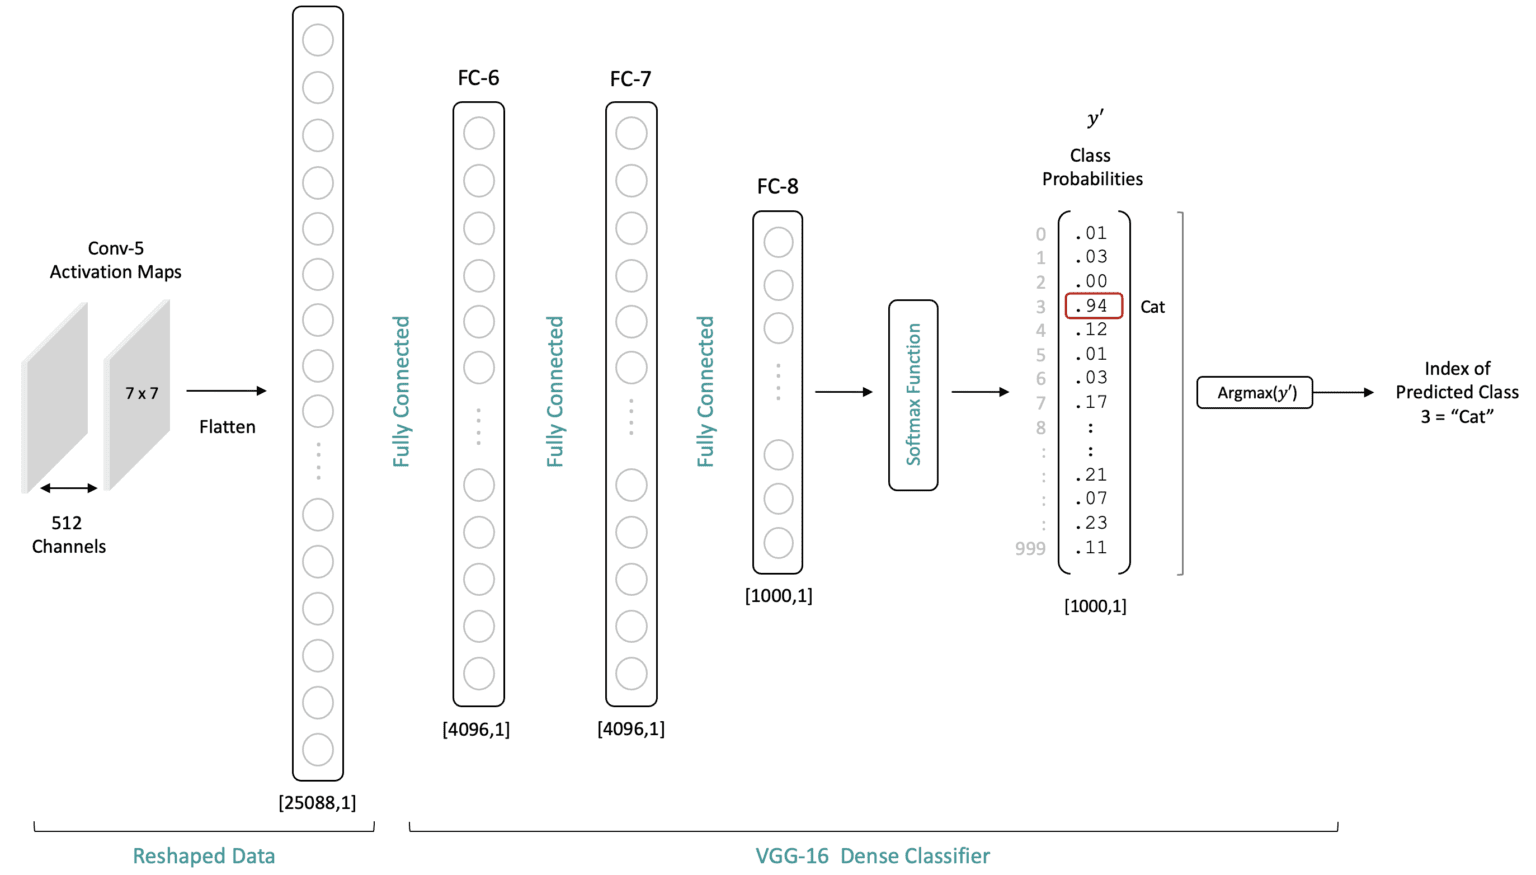 Conv-5
Activation Maps
7 x 7
512
Channels
Flatten
[25088,1]
Reshaped Data
Fully Connected
FC-6
[4096,1]
Fully Connected
FC-7
[4096,1]
Fully Connected
FC-8
[1000,1]
Softmax Function
y′
Class
Probabilities
0 .01
1 .03
2 .00
3 .94 Cat
4 .12
5 .01
6 .03
7 .17
8 :
: :
: .21
: .07
: .23
999 .11
[1000,1]
Argmax(y′)
Index of
Predicted Class
3 = “Cat”
VGG-16 Dense Classifier